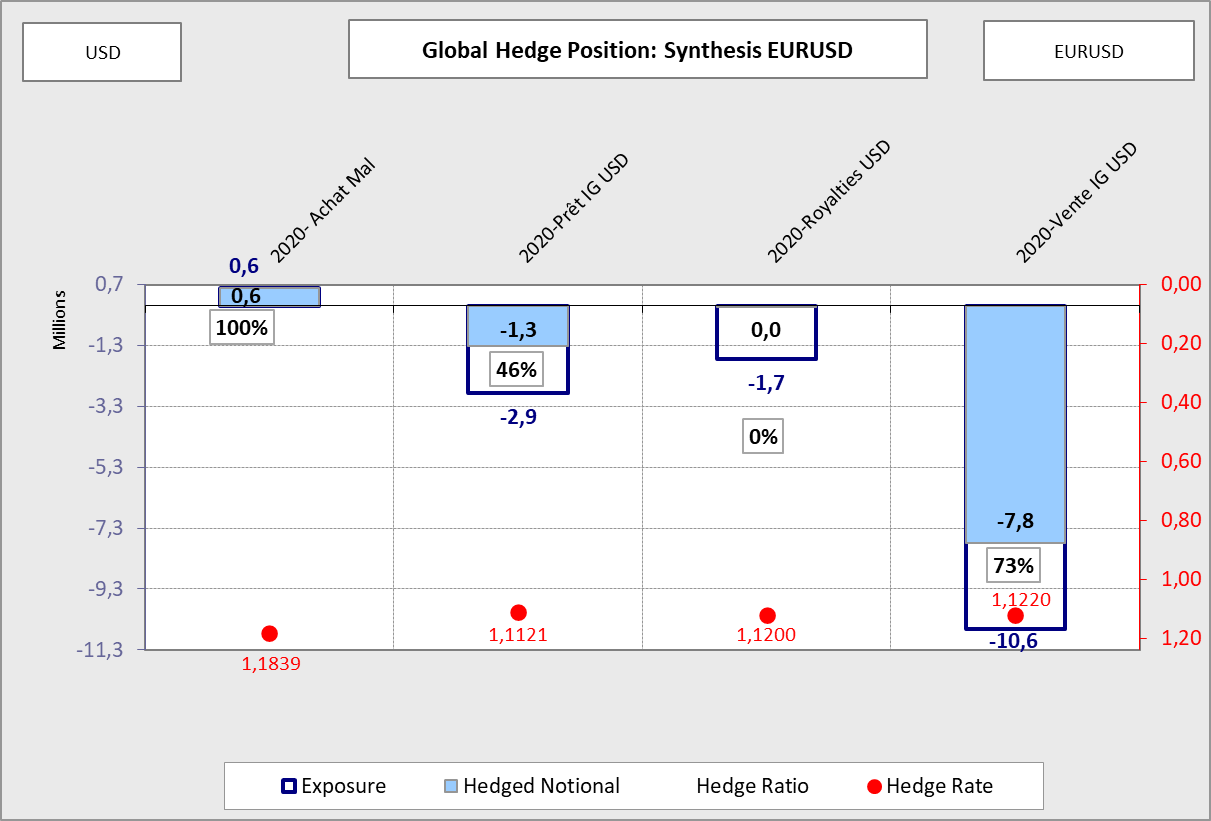 USD
Global Hedge Position: Synthesis EURUSD
EURUSD
2020- Achat Mal
2020-Prêt IG USD
2020-Royalties USD
2020-Vente IG USD
Millions
0,7
-1,3
-3,3
-5,3
-7,3
-9,3
-11,3
0,6
0,6
100%
1,1839
-1,3
46%
-2,9
1,1121
0,0
-1,7
0%
1,1200
-7,8
73%
1,1220
-10,6
0,00
0,20
0,40
0,60
0,80
1,00
1,20
Exposure
Hedged Notional
Hedge Ratio
Hedge Rate